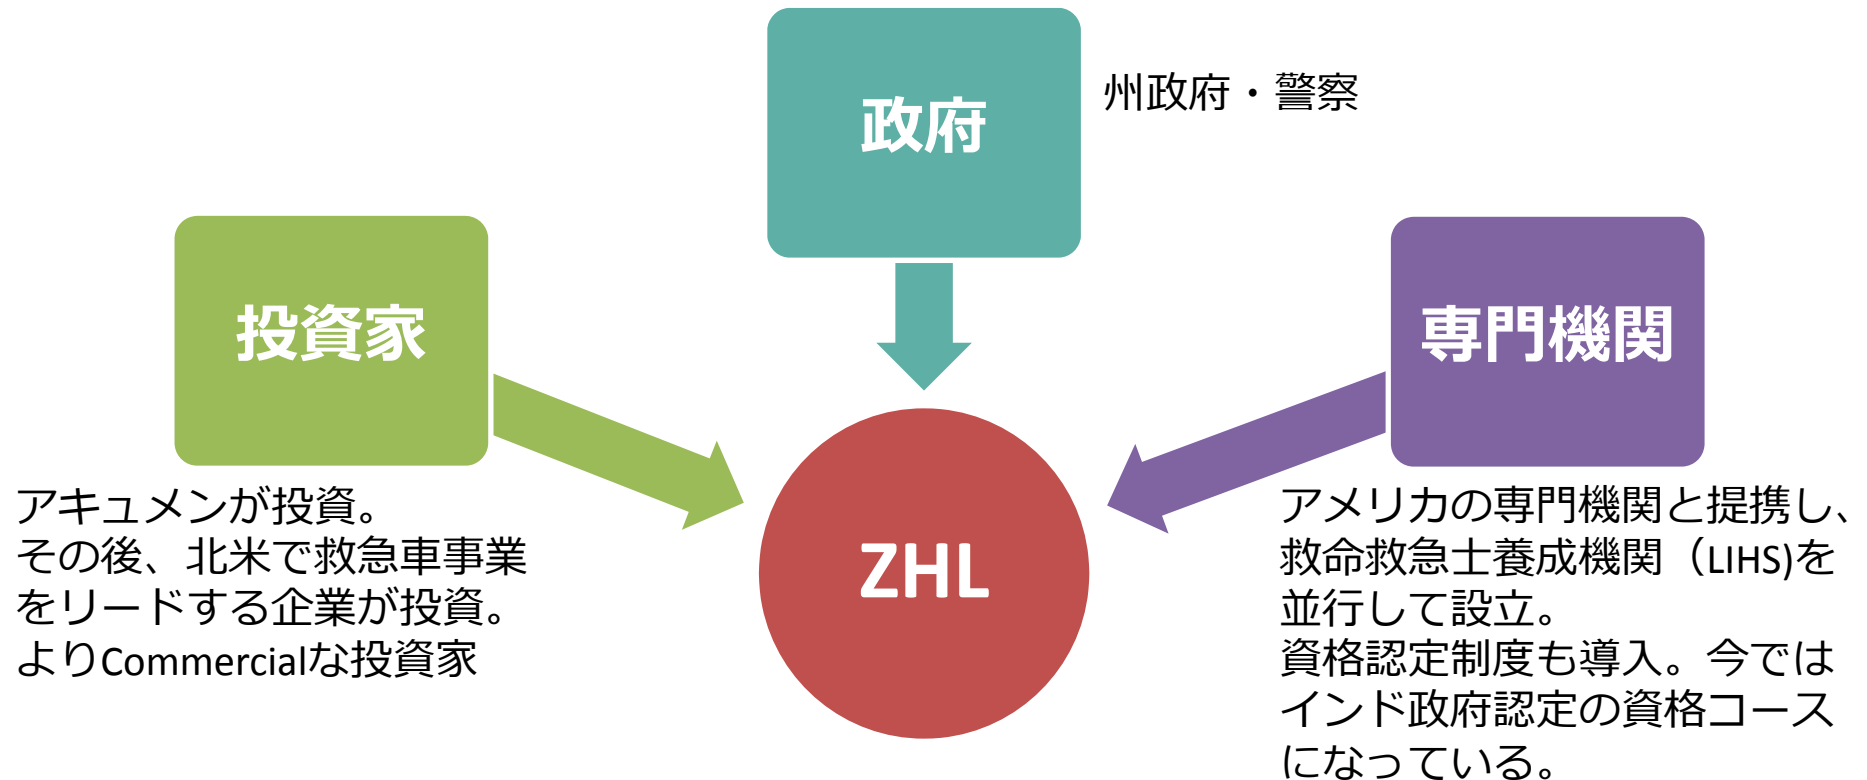 政府
州政府・警察
投資家
アキュメンが投資。
その後、北米で救急車事業
をリードする企業が投資。
よりCommercialな投資家
専門機関
アメリカの専門機関と提携し、
救命救急士養成機関（LIHS)を
並行して設立。
資格認定制度も導入。今では
インド政府認定の資格コース
になっている。
ZHL